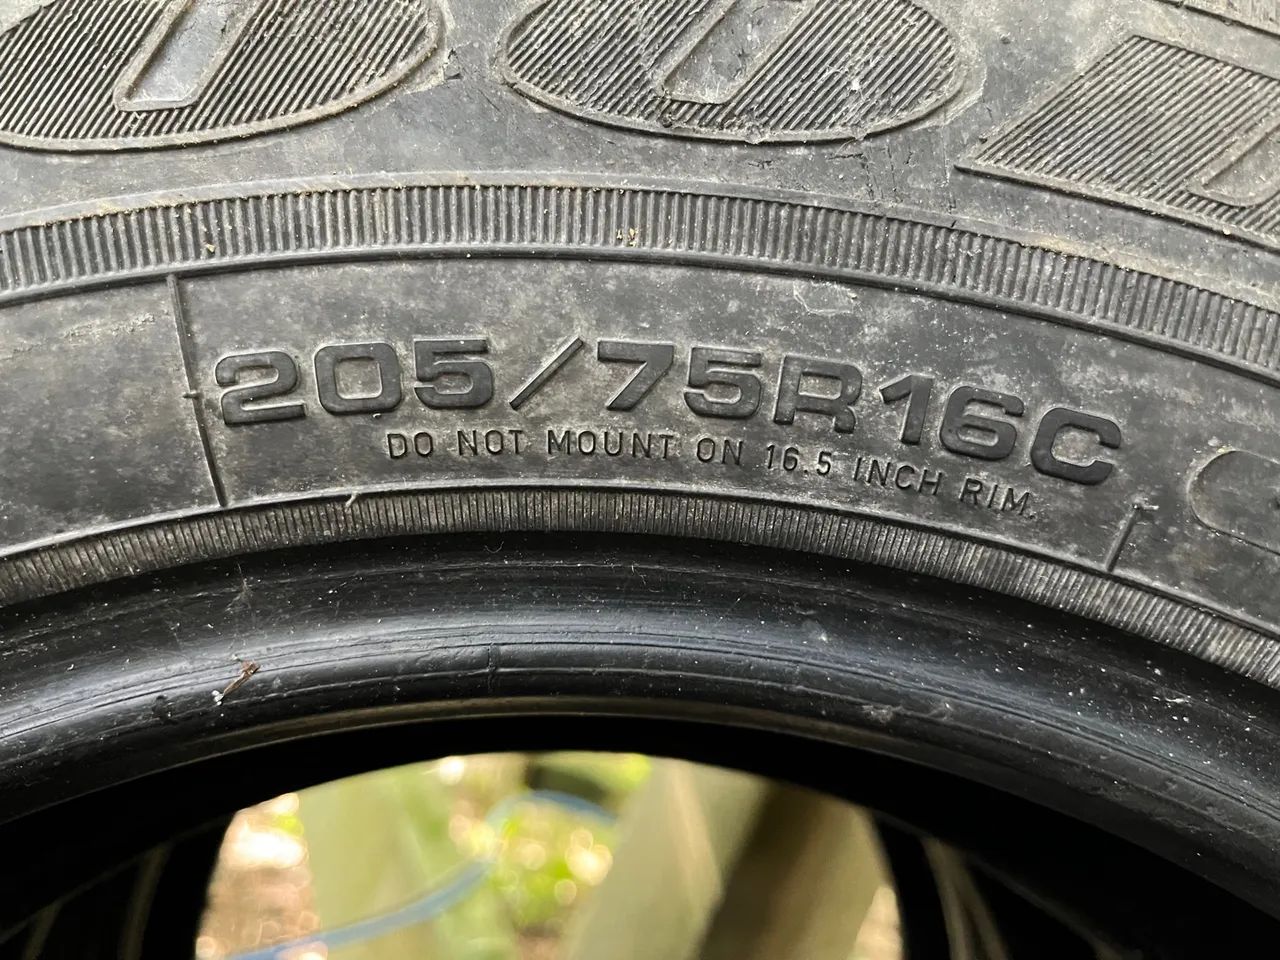 205/75R16C
DO NOT MOUNT ON 16.5 INCH RIM.